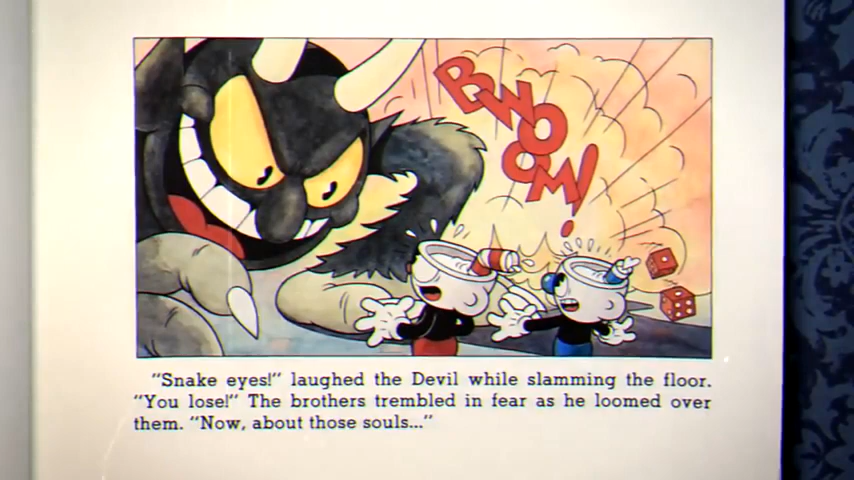 BWOOM!
"Snake eyes!" laughed the Devil while slamming the floor.
"You lose!" The brothers trembled in fear as he loomed over
them. "Now, about those souls..."